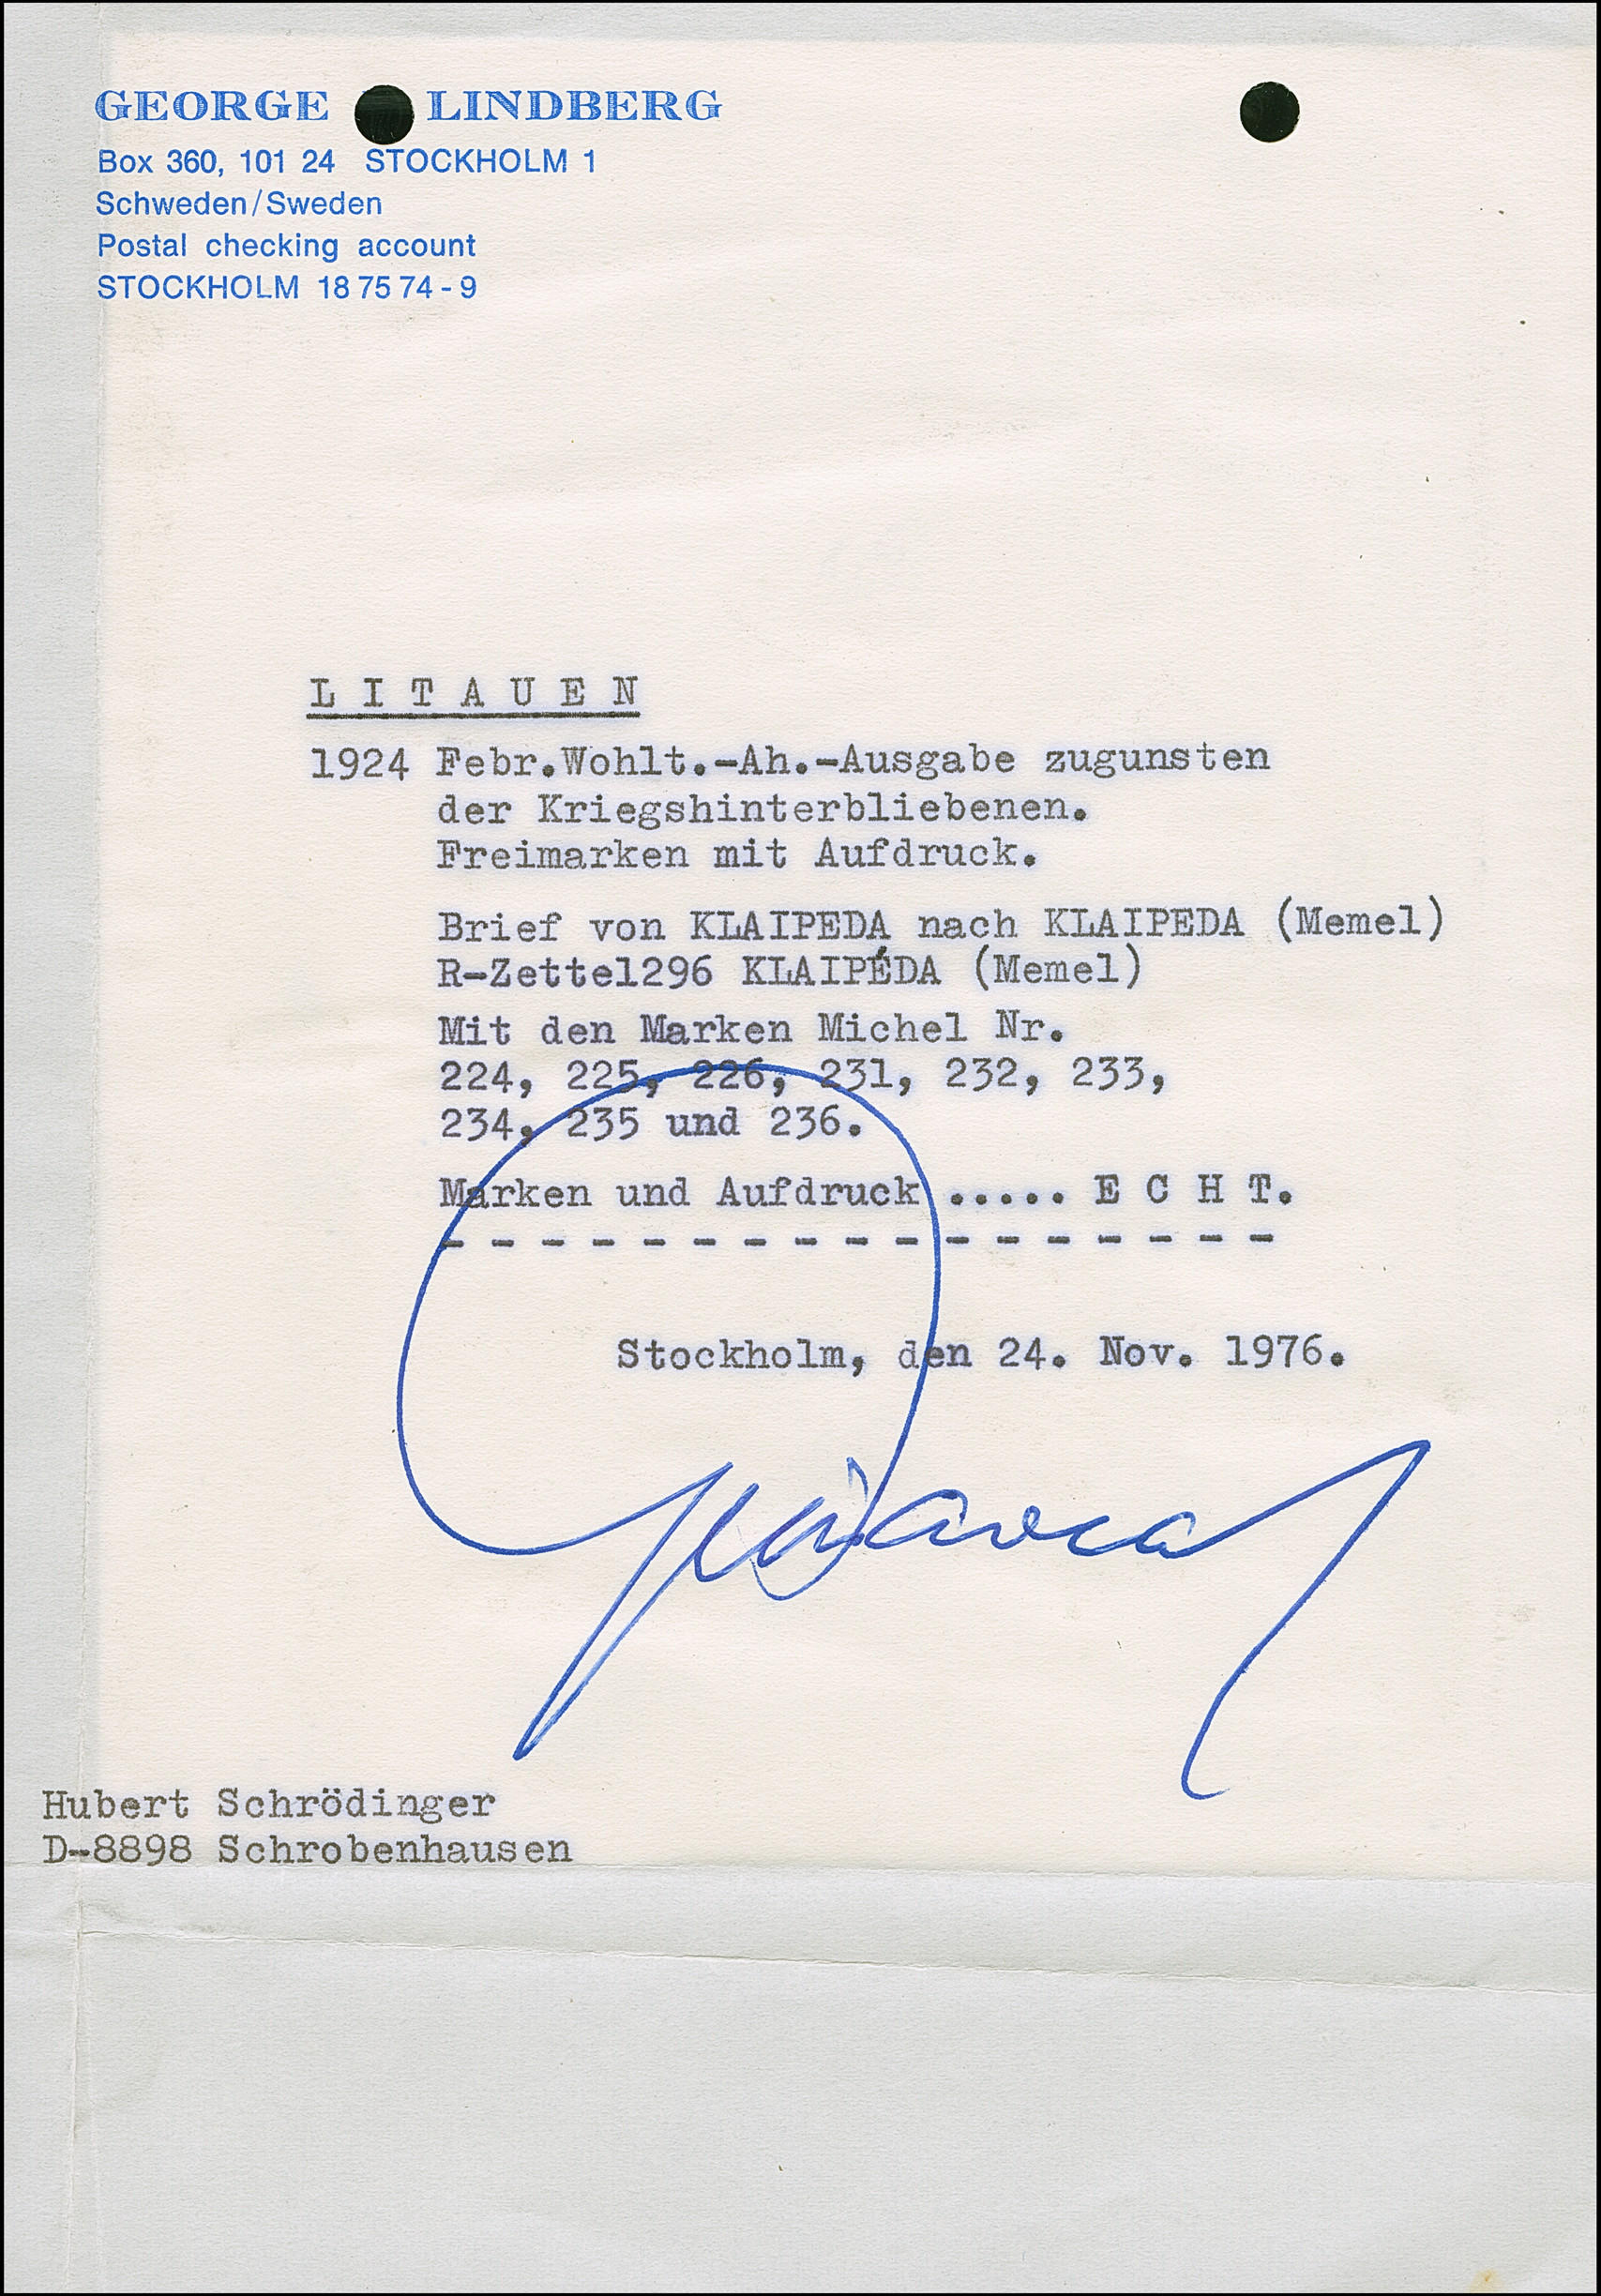 GEORGE LINDBERG
Box 360, 101 24 STOCKHOLM 1
Schweden/Sweden
Postal checking account
STOCKHOLM 18 75 74 - 9
L I T A U E N
1924 Febr.Wohlt.-Ah.-Ausgabe zugunsten
der Kriegshinterbliebenen.
Freimarken mit Aufdruck.
Brief von KLAIPEDA nach KLAIPEDA (Memel)
R-Zettel296 KLAIPÉDA (Memel)
Mit den Marken Michel Nr.
224, 225, 226, 231, 232, 233,
234, 235 und 236.
Marken und Aufdruck ..... E C H T.
- - - - - - - - - - - - - - - - -
Stockholm, den 24. Nov. 1976.
Hubert Schrödinger
D-8898 Schrobenhausen